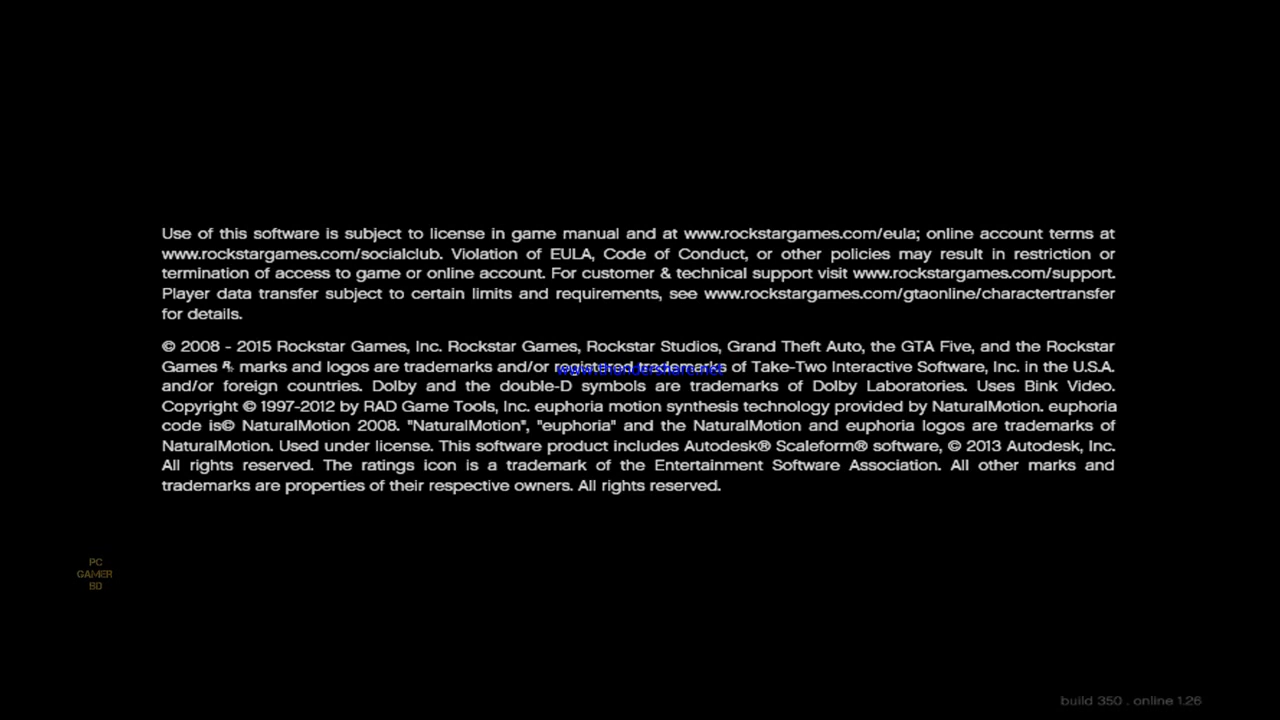 Use of this software is subject to license in game manual and at www.rockstargames.com/eula; online account terms at
www.rockstargames.com/socialclub. Violation of EULA, Code of Conduct, or other policies may result in restriction or
termination of access to game or online account. For customer & technical support visit www.rockstargames.com/support.
Player data transfer subject to certain limits and requirements, see www.rockstargames.com/gtaonline/charactertransfer
for details.
© 2008 - 2015 Rockstar Games, Inc. Rockstar Games, Rockstar Studios, Grand Theft Auto, the GTA Five, and the Rockstar
Games R* marks and logos are trademarks and/or registered trademarks of Take-Two Interactive Software, Inc. in the U.S.A.
www.thundershare.net
and/or foreign countries. Dolby and the double-D symbols are trademarks of Dolby Laboratories. Uses Bink Video.
Copyright © 1997-2012 by RAD Game Tools, Inc. euphoria motion synthesis technology provided by NaturalMotion. euphoria
code is© NaturalMotion 2008. "NaturalMotion", "euphoria" and the NaturalMotion and euphoria logos are trademarks of
NaturalMotion. Used under license. This software product includes Autodesk® Scaleform® software, © 2013 Autodesk, Inc.
All rights reserved. The ratings icon is a trademark of the Entertainment Software Association. All other marks and
trademarks are properties of their respective owners. All rights reserved.
PC
GAMER
BD
build 350 . online 1.26